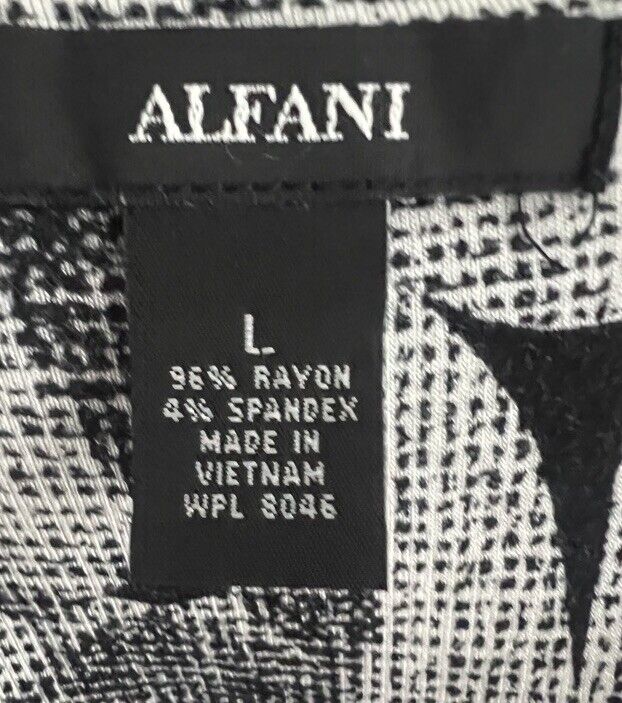 ALFANI
L
96% RAYON
4% SPANDEX
MADE IN
VIETNAM
WPL 8046